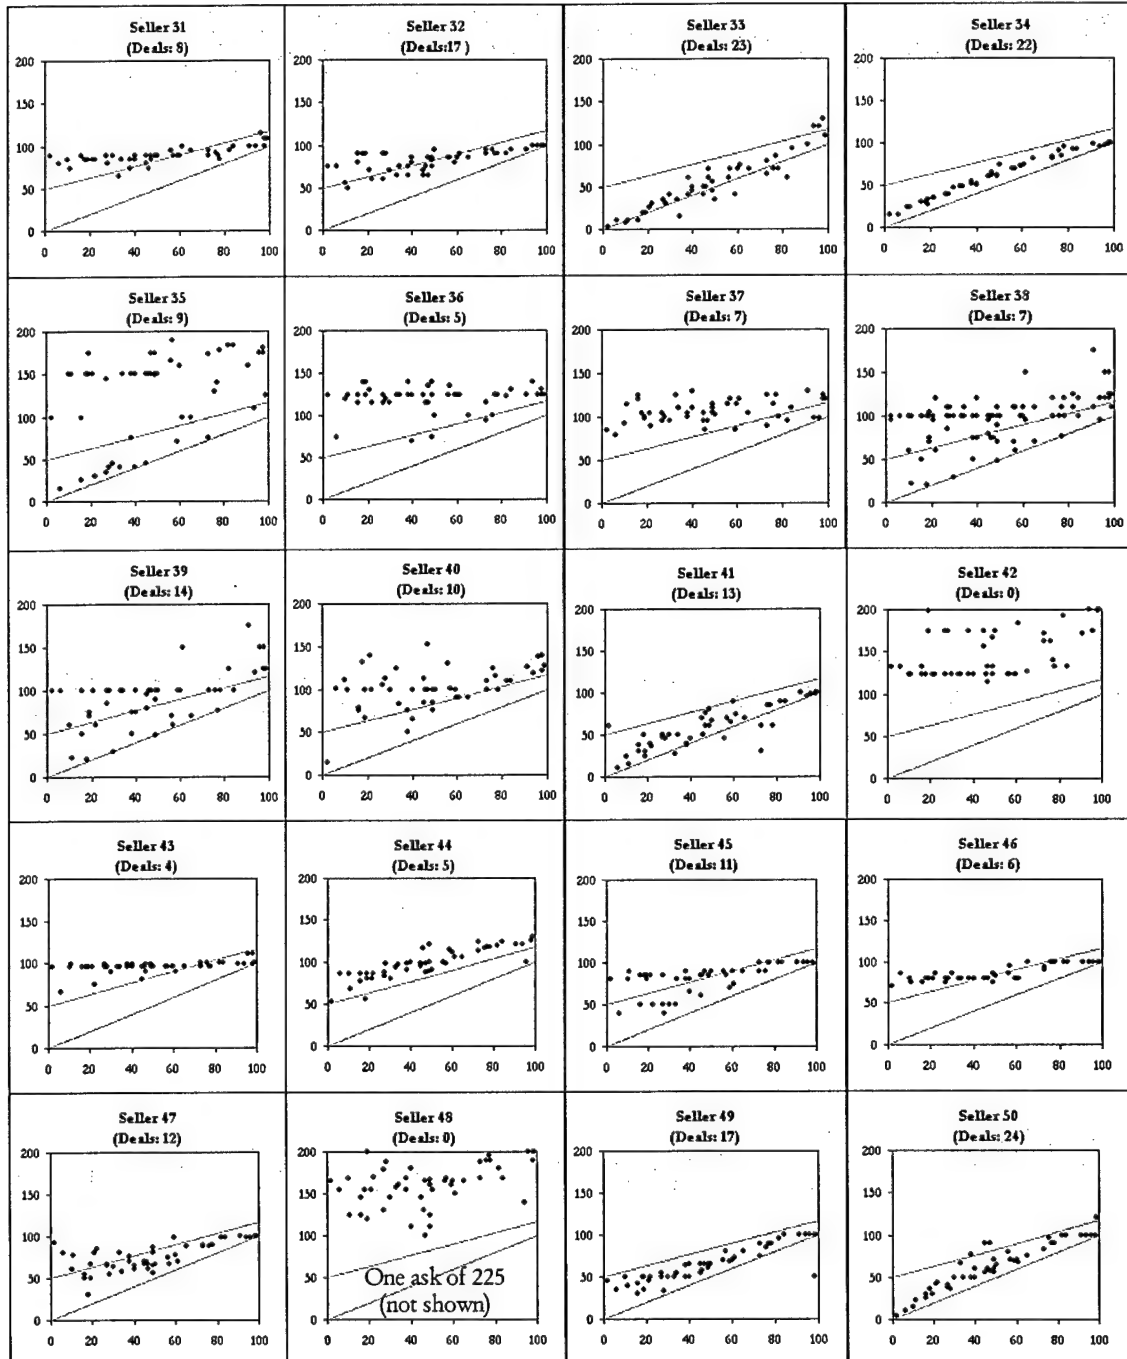 Seller 31
(Deals: 8)
200
150
100
50
0
0 20 40 60 80 100
Seller 32
(Deals:17 )
200
150
100
50
0
0 20 40 60 80 100
Seller 33
(Deals: 23)
200
150
100
50
0
0 20 40 60 80 100
Seller 34
(Deals: 22)
200
150
100
50
0
0 20 40 60 80 100
Seller 35
(Deals: 9)
200
150
100
50
0
0 20 40 60 80 100
Seller 36
(Deals: 5)
200
150
100
50
0
0 20 40 60 80 100
Seller 37
(Deals: 7)
200
150
100
50
0
0 20 40 60 80 100
Seller 38
(Deals: 7)
200
150
100
50
0
0 20 40 60 80 100
Seller 39
(Deals: 14)
200
150
100
50
0
0 20 40 60 80 100
Seller 40
(Deals: 10)
200
150
100
50
0
0 20 40 60 80 100
Seller 41
(Deals: 13)
200
150
100
50
0
0 20 40 60 80 100
Seller 42
(Deals: 0)
200
150
100
50
0
0 20 40 60 80 100
Seller 43
(Deals: 4)
200
150
100
50
0
0 20 40 60 80 100
Seller 44
(Deals: 5)
200
150
100
50
0
0 20 40 60 80 100
Seller 45
(Deals: 11)
200
150
100
50
0
0 20 40 60 80 100
Seller 46
(Deals: 6)
200
150
100
50
0
0 20 40 60 80 100
Seller 47
(Deals: 12)
200
150
100
50
0
0 20 40 60 80 100
Seller 48
(Deals: 0)
200
150
100
50
0
One ask of 225
(not shown)
0 20 40 60 80 100
Seller 49
(Deals: 17)
200
150
100
50
0
0 20 40 60 80 100
Seller 50
(Deals: 24)
200
150
100
50
0
0 20 40 60 80 100